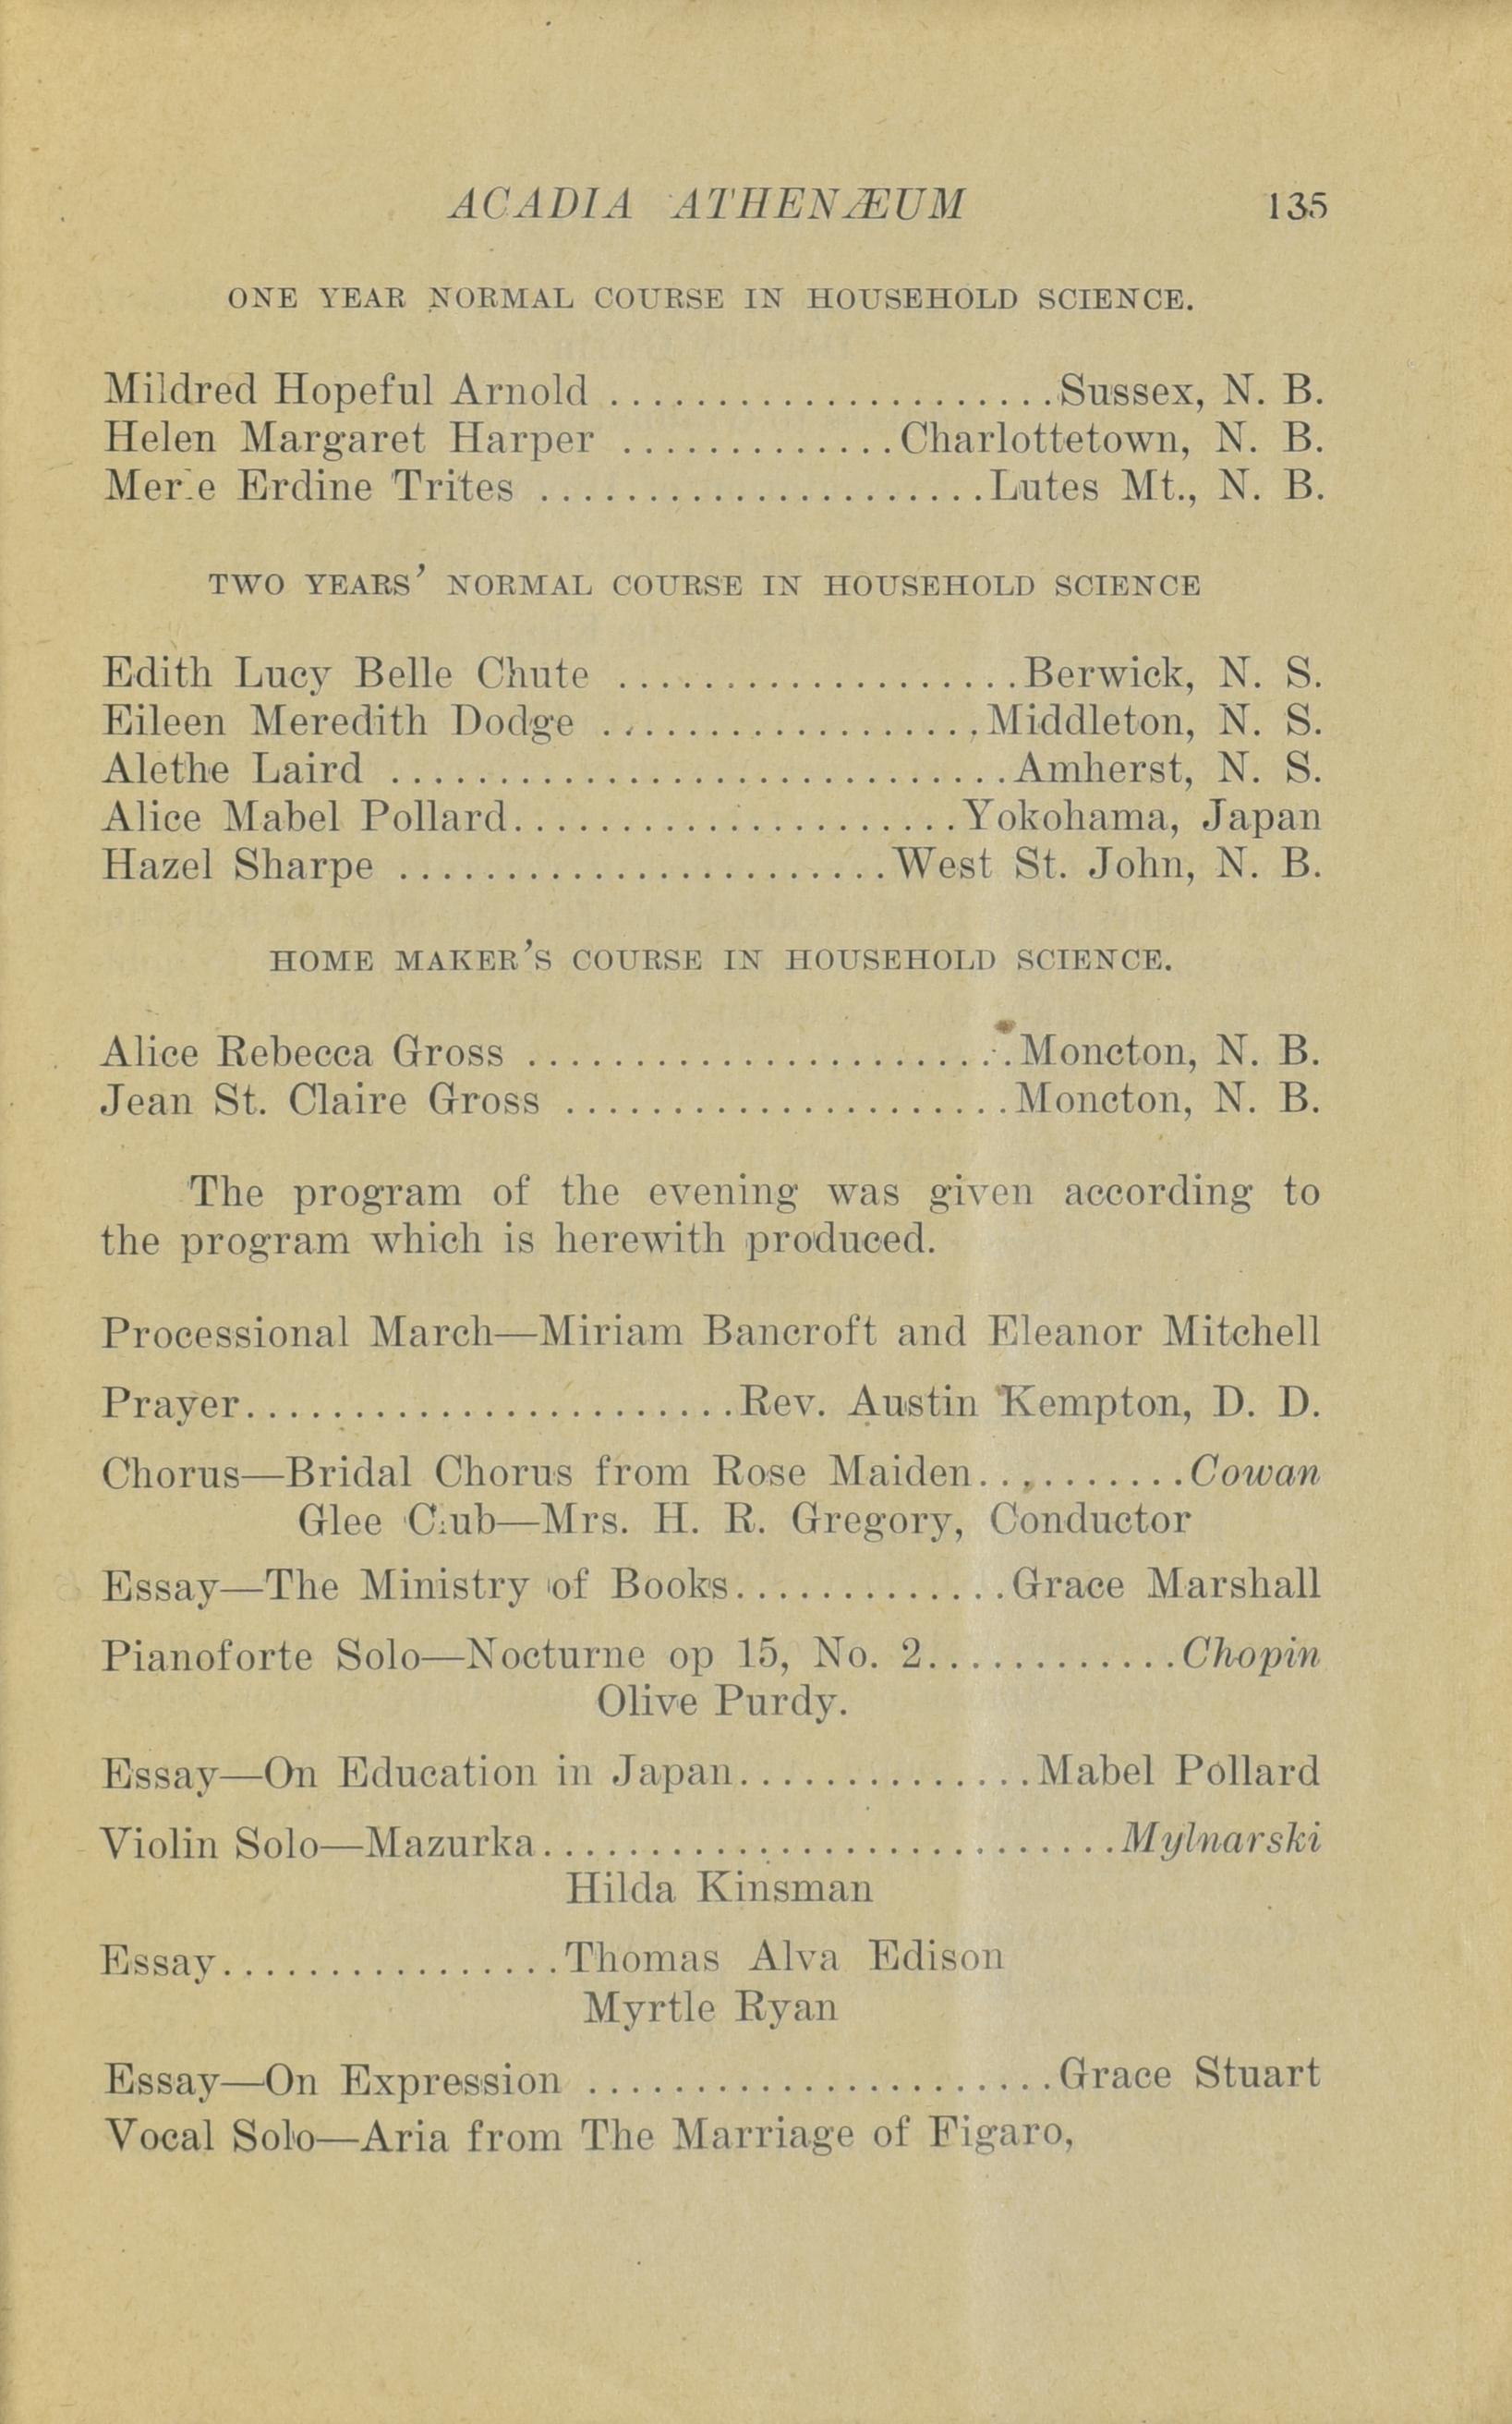 ACADIA ATHENÆUM 135
ONE YEAR NORMAL COURSE IN HOUSEHOLD SCIENCE.
Mildred Hopeful Arnold .....................Sussex, N. B.
Helen Margaret Harper .............Charlottetown, N. B.
Merle Erdine Trites .....................Lutes Mt., N. B.
TWO YEARS' NORMAL COURSE IN HOUSEHOLD SCIENCE
Edith Lucy Belle Chute ...................Berwick, N. S.
Eileen Meredith Dodge ..................Middleton, N. S.
Alethe Laird .............................Amherst, N. S.
Alice Mabel Pollard.....................Yokohama, Japan
Hazel Sharpe .......................West St. John, N. B.
HOME MAKER'S COURSE IN HOUSEHOLD SCIENCE.
Alice Rebecca Gross .......................Moncton, N. B.
Jean St. Claire Gross .....................Moncton, N. B.
The program of the evening was given according to
the program which is herewith produced.
Processional March—Miriam Bancroft and Eleanor Mitchell
Prayer.......................Rev. Austin Kempton, D. D.
Chorus—Bridal Chorus from Rose Maiden..........Cowan
Glee Club—Mrs. H. R. Gregory, Conductor
Essay—The Ministry of Books.............Grace Marshall
Pianoforte Solo—Nocturne op 15, No. 2............Chopin
Olive Purdy.
Essay—On Education in Japan..............Mabel Pollard
Violin Solo—Mazurka...........................Mylnarski
Hilda Kinsman
Essay................Thomas Alva Edison
Myrtle Ryan
Essay—On Expression ......................Grace Stuart
Vocal Solo—Aria from The Marriage of Figaro,